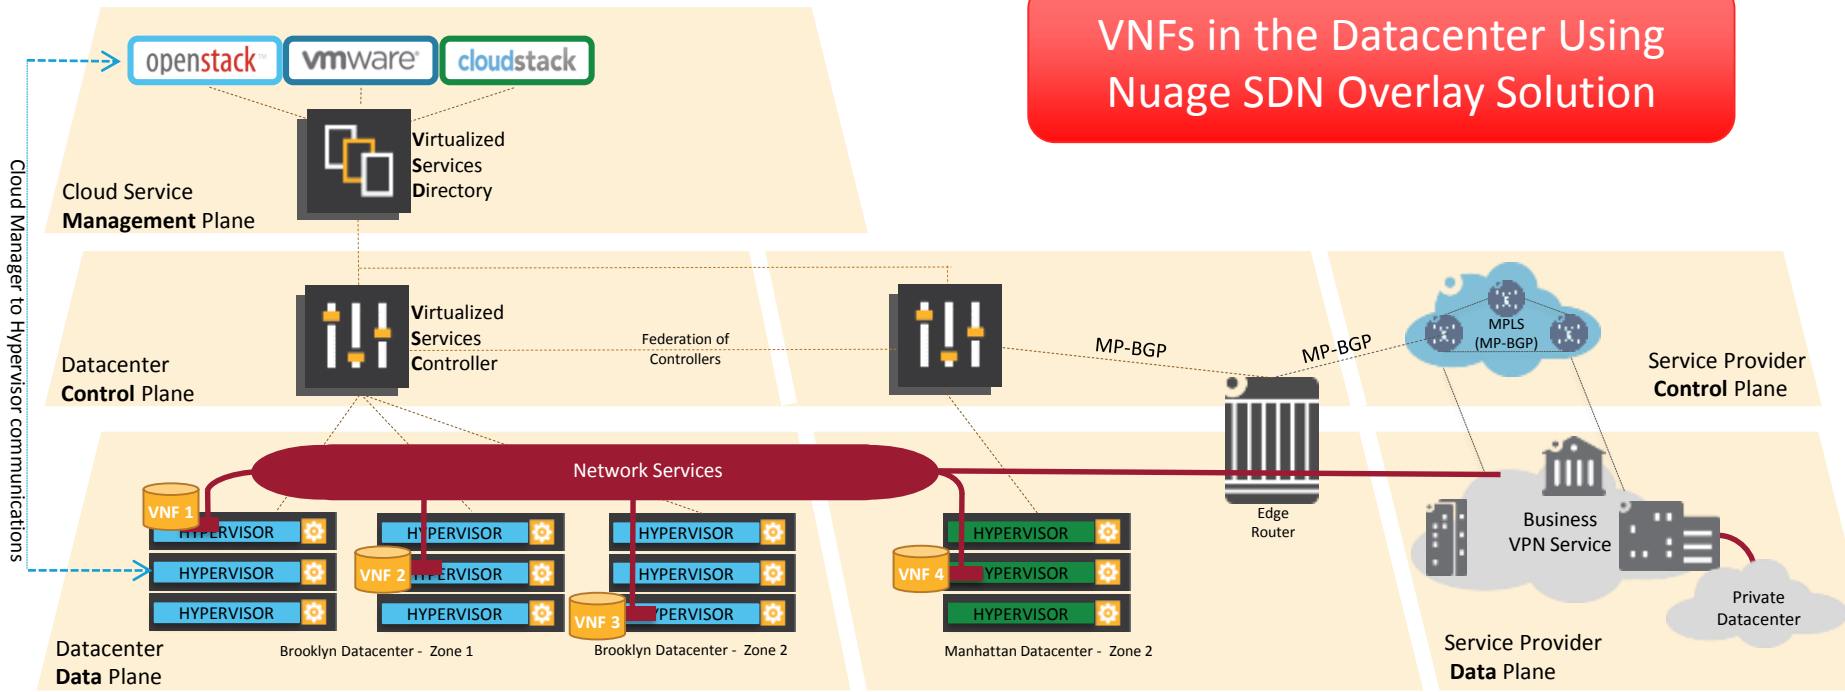 VNFs in the Datacenter Using
Nuage SDN Overlay Solution
openstack™
vmware®
cloudstack
Virtualized
Services
Directory
Cloud Service
Management Plane
Cloud Manager to Hypervisor communications
Virtualized
Services
Controller
Federation of
Controllers
MP-BGP
MP-BGP
MPLS
(MP-BGP)
Datacenter
Control Plane
Service Provider
Control Plane
Network Services
VNF 1
HYPERVISOR
HYPERVISOR
HYPERVISOR
HYPERVISOR
VNF 2
HYPERVISOR
HYPERVISOR
HYPERVISOR
HYPERVISOR
VNF 3
HYPERVISOR
HYPERVISOR
VNF 4
HYPERVISOR
HYPERVISOR
Edge
Router
Business
VPN Service
Private
Datacenter
Datacenter
Data Plane
Brooklyn Datacenter - Zone 1
Brooklyn Datacenter - Zone 2
Manhattan Datacenter - Zone 2
Service Provider
Data Plane